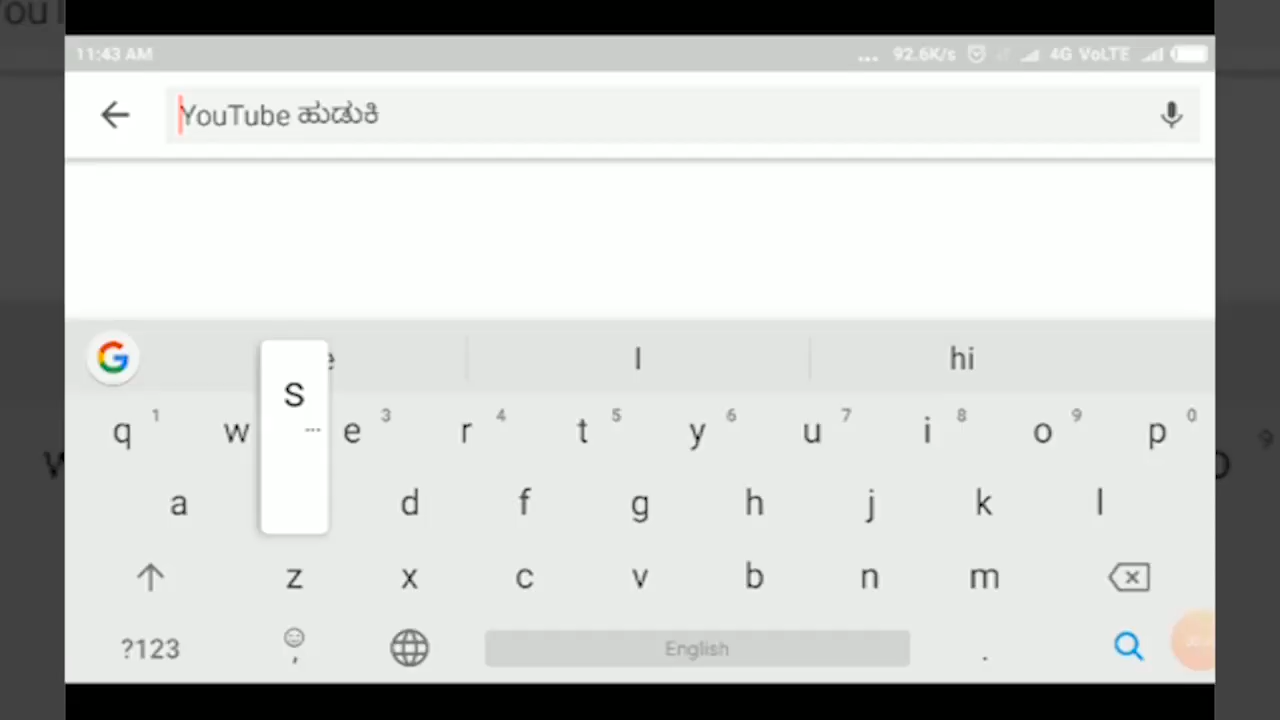 11:43 AM ... 92.6K/s 4G VoLTE
YouTube ಹುಡುಕಿ
I hi
S
q 1 w e 3 r 4 t 5 y 6 u 7 i 8 o 9 p 0
a d f g h j k l
z x c v b n m
?123 , English .